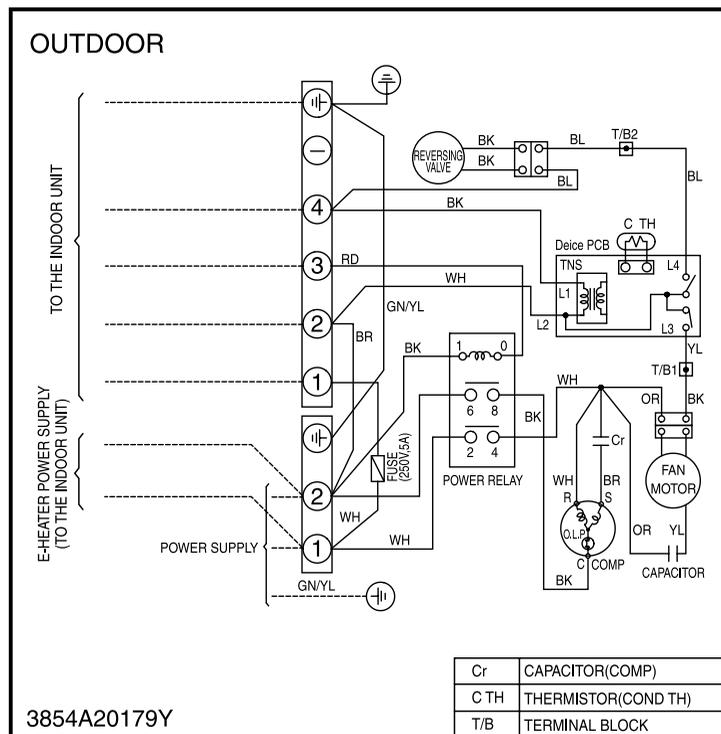 OUTDOOR
TO THE INDOOR UNIT
4
3
2
1
E-HEATER POWER SUPPLY
(TO THE INDOOR UNIT)
2
1
POWER SUPPLY
GN/YL
RD
BR
GN/YL
WH
BK
BK
WH
WH
FUSE
(250V,5A)
REVERSING
VALVE
BK
BK
BL
BL
T/B2
BL
C TH
Deice PCB
TNS
L1
L2
L4
L3
YL
T/B1
BK
OR
1 0
6 8
2 4
POWER RELAY
BK
WH
Cr
WH
BR
R
S
O.L.P
C
COMP
BK
OR
YL
FAN
MOTOR
CAPACITOR
Cr CAPACITOR(COMP)
C TH THERMISTOR(COND TH)
T/B TERMINAL BLOCK
3854A20179Y